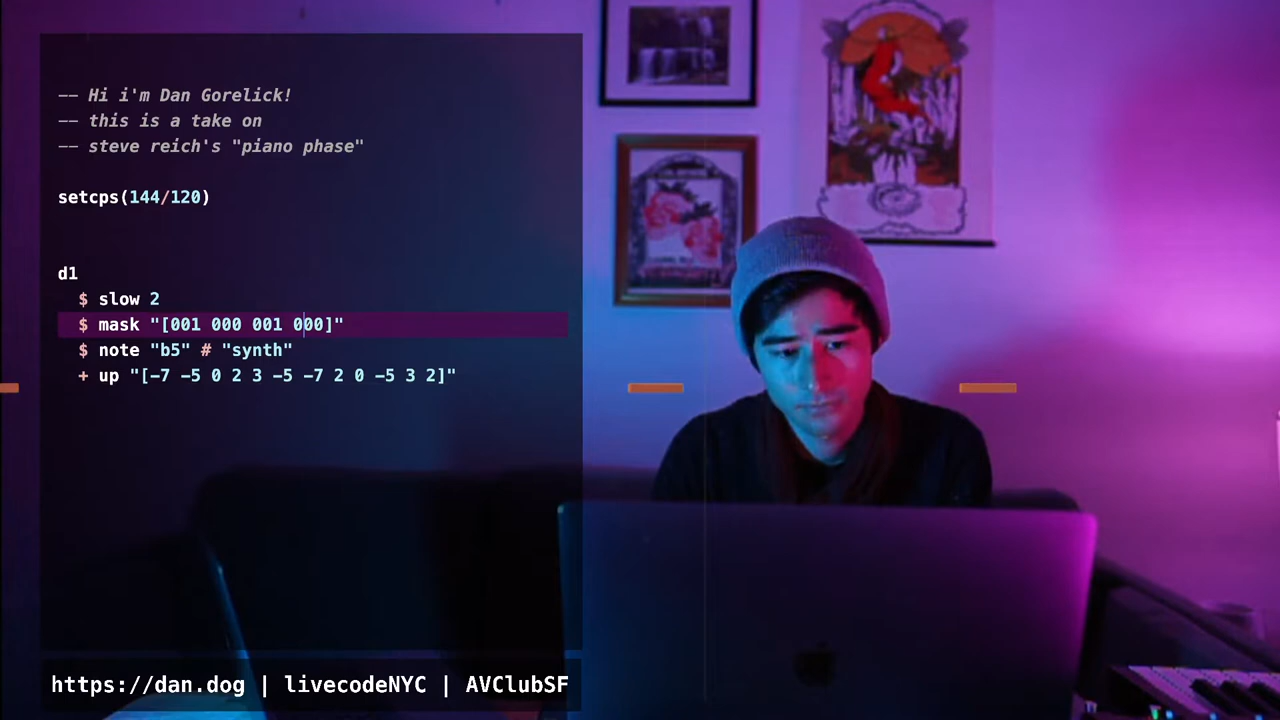 -- Hi i'm Dan Gorelick!
-- this is a take on
-- steve reich's "piano phase"
setcps(144/120)
d1
$ slow 2
$ mask "[001 000 001 000]"
$ note "b5" # "synth"
+ up "[-7 -5 0 2 3 -5 -7 2 0 -5 3 2]"
https://dan.dog | livecodeNYC | AVClubSF